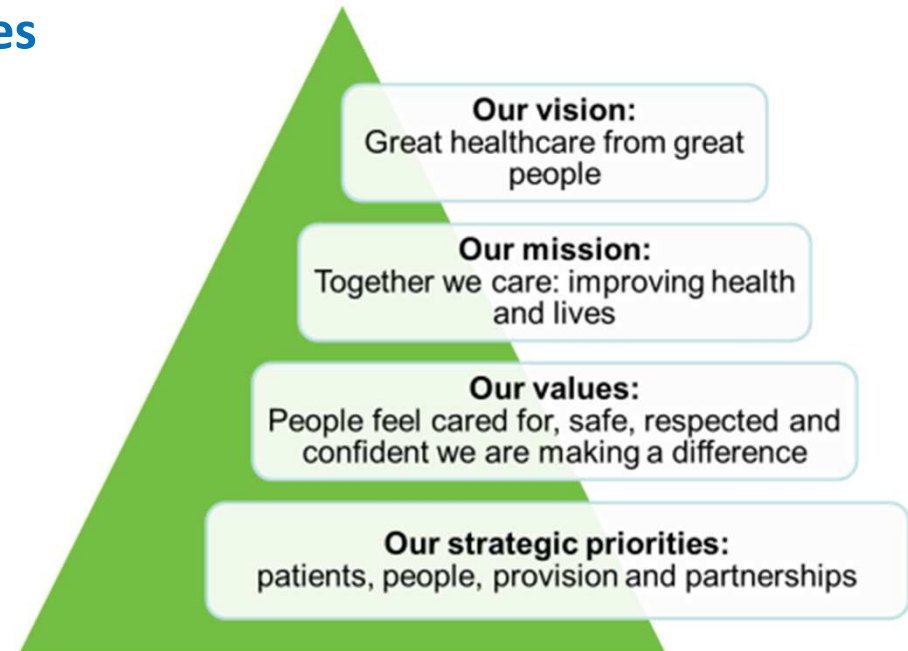 es
Our vision:
Great healthcare from great
people
Our mission:
Together we care: improving health
and lives
Our values:
People feel cared for, safe, respected and
confident we are making a difference
Our strategic priorities:
patients, people, provision and partnerships